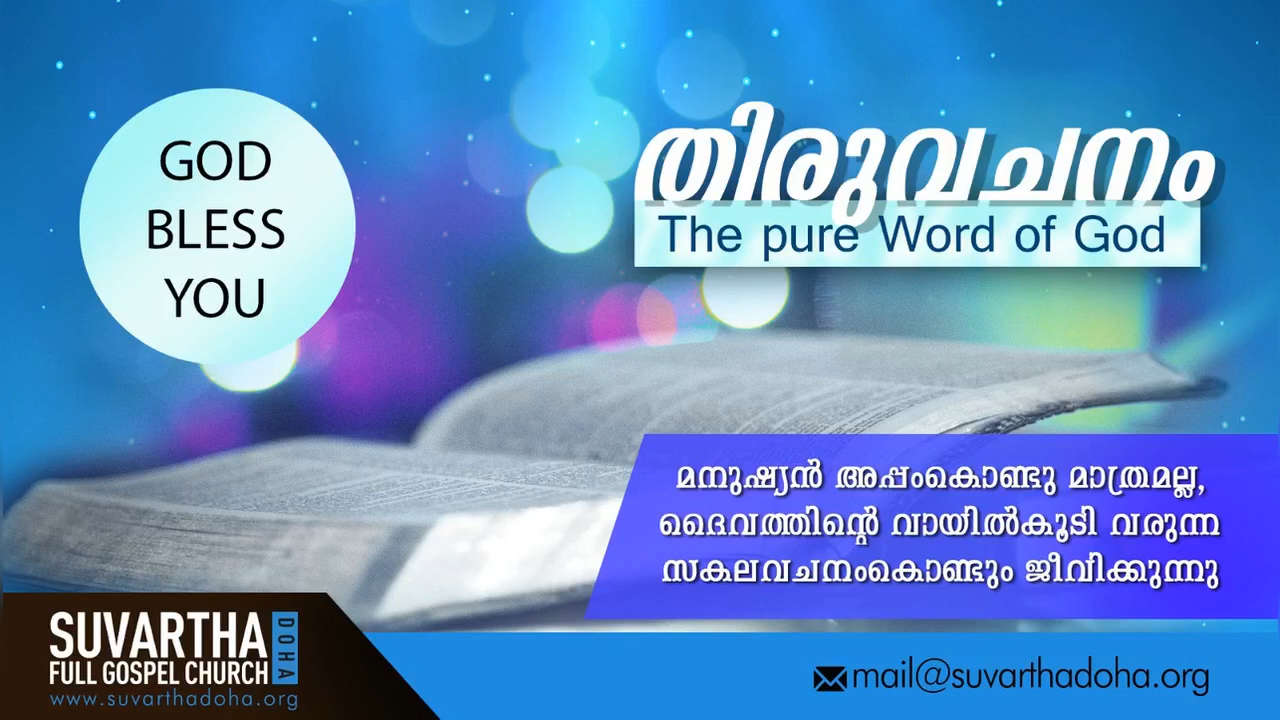 GOD
BLESS
YOU
തിരുവചനം
The pure Word of God
മനുഷ്യൻ അപ്പംകൊണ്ടു മാത്രമല്ല,
ദൈവത്തിന്റെ വായിൽകൂടി വരുന്ന
സകലവചനംകൊണ്ടും ജീവിക്കുന്നു
SUVARTHA DOHA
FULL GOSPEL CHURCH
www.suvarthadoha.org
mail@suvarthadoha.org